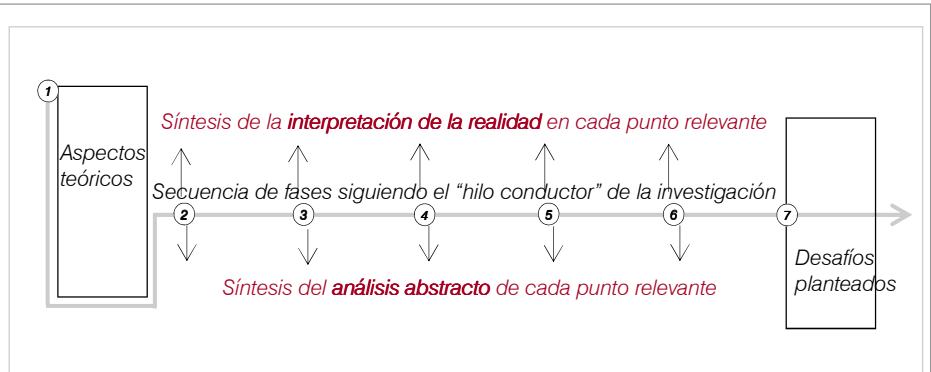 1
Síntesis de la interpretación de la realidad en cada punto relevante
Aspectos
teóricos
Secuencia de fases siguiendo el “hilo conductor” de la investigación
2 3 4 5 6 7
Desafíos
planteados
Síntesis del análisis abstracto de cada punto relevante